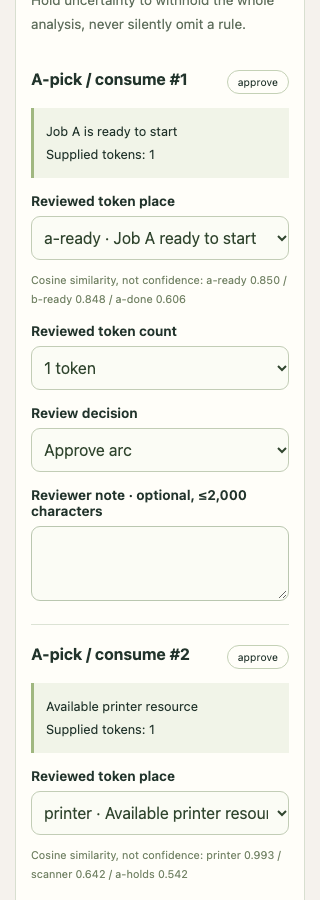 Hold uncertainty to withhold the whole
analysis, never silently omit a rule.
A-pick / consume #1
approve
Job A is ready to start
Supplied tokens: 1
Reviewed token place
a-ready · Job A ready to start
Cosine similarity, not confidence: a-ready 0.850 /
b-ready 0.848 / a-done 0.606
Reviewed token count
1 token
Review decision
Approve arc
Reviewer note · optional, ≤2,000
characters
A-pick / consume #2
approve
Available printer resource
Supplied tokens: 1
Reviewed token place
printer · Available printer resour
Cosine similarity, not confidence: printer 0.993 /
scanner 0.642 / a-holds 0.542